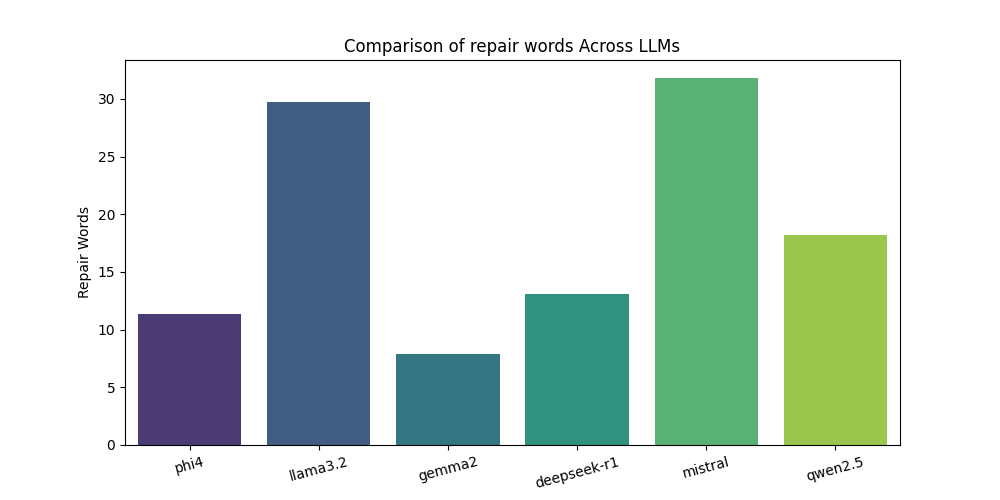 Comparison of repair words Across LLMs
Repair Words
30
25
20
15
10
5
0
phi4
llama3.2
gemma2
deepseek-r1
mistral
qwen2.5